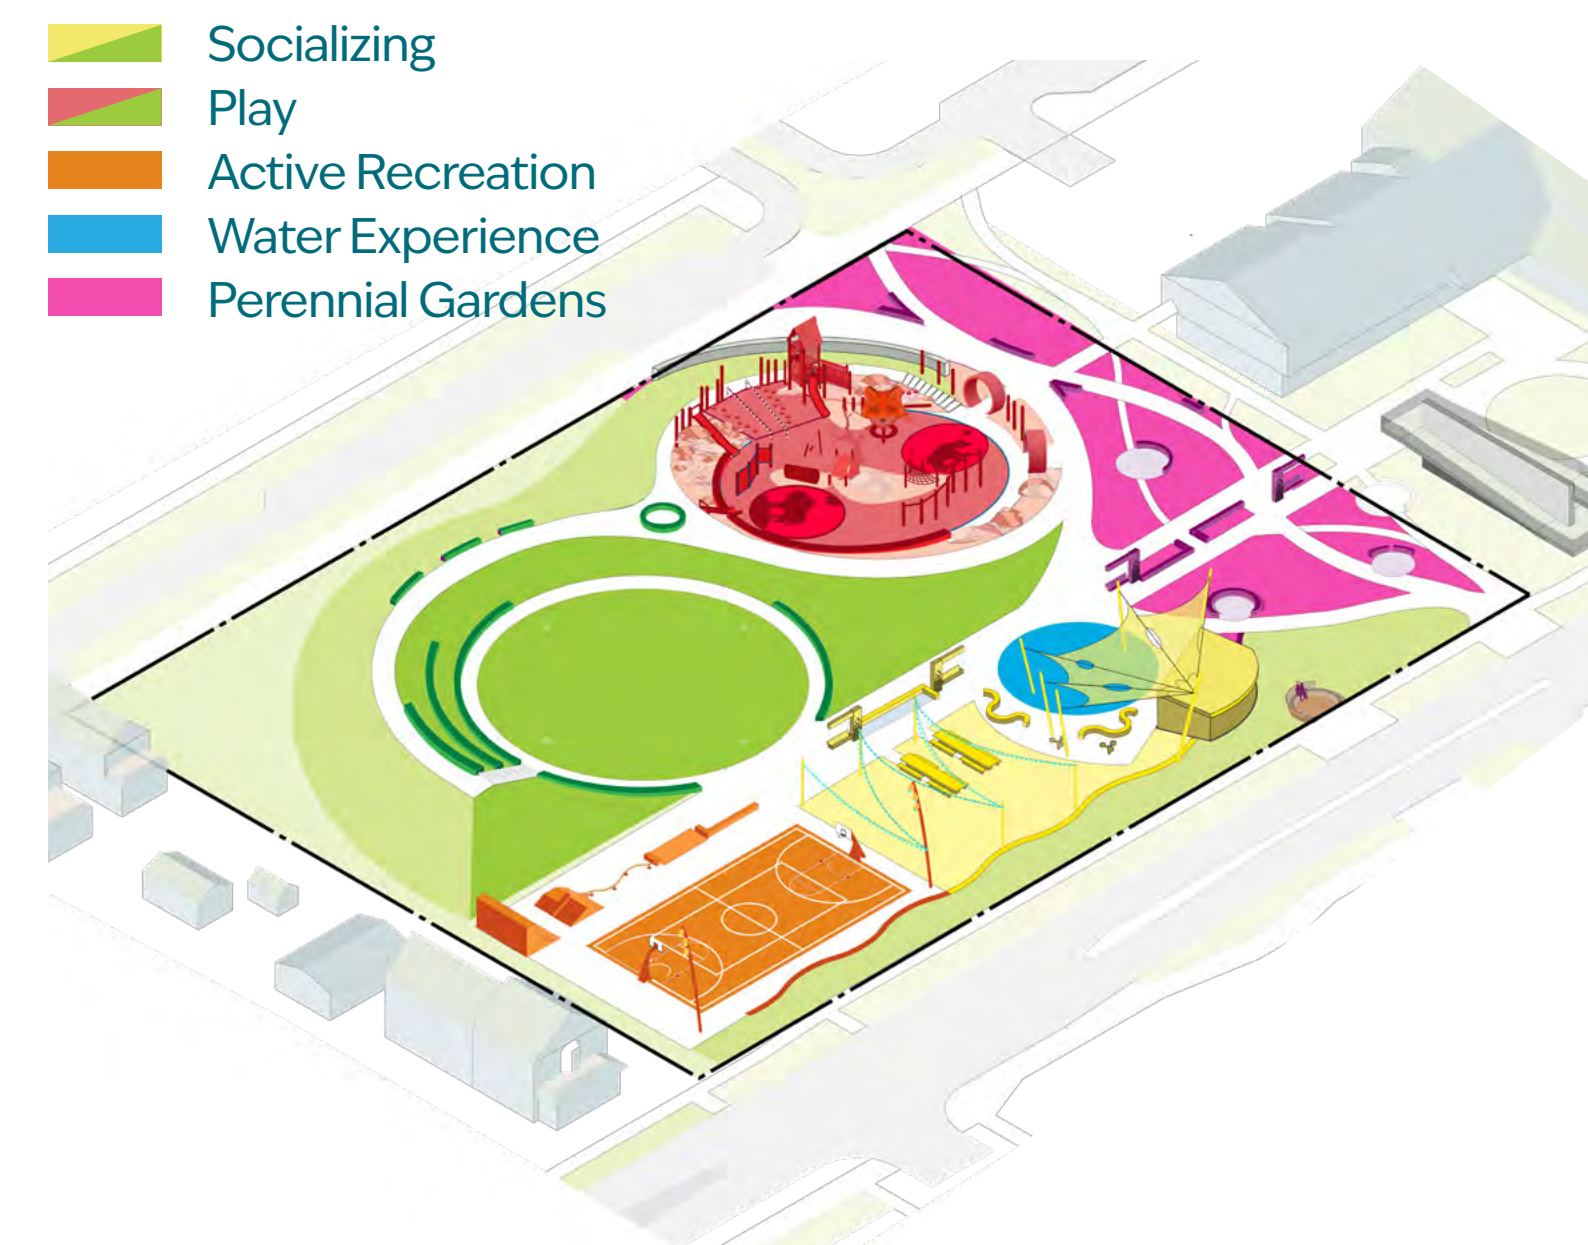 Socializing
Play
Active Recreation
Water Experience
Perennial Gardens